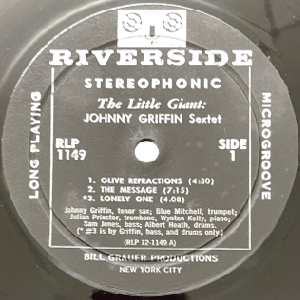 RIVERSIDE
STEREOPHONIC
The Little Giant:
JOHNNY GRIFFIN Sextet
LONG PLAYING
MICROGROOVE
RLP
1149
SIDE
1
1. OLIVE REFRACTIONS (4:30)
2. THE MESSAGE (7:15)
*2. LONELY ONE (4.08)
Johnny Griffin, tenor sax; Blue Mitchell, trumpet;
Julian Priester, trombone, Wynton Kelly, piano;
Sam Jones, bass; Albert Heath, drums.
(* #3 is by Griffin, bass, and drums only)
(RLP 12-1149 A)
BILL GRAUER PRODUCTIONS
NEW YORK CITY